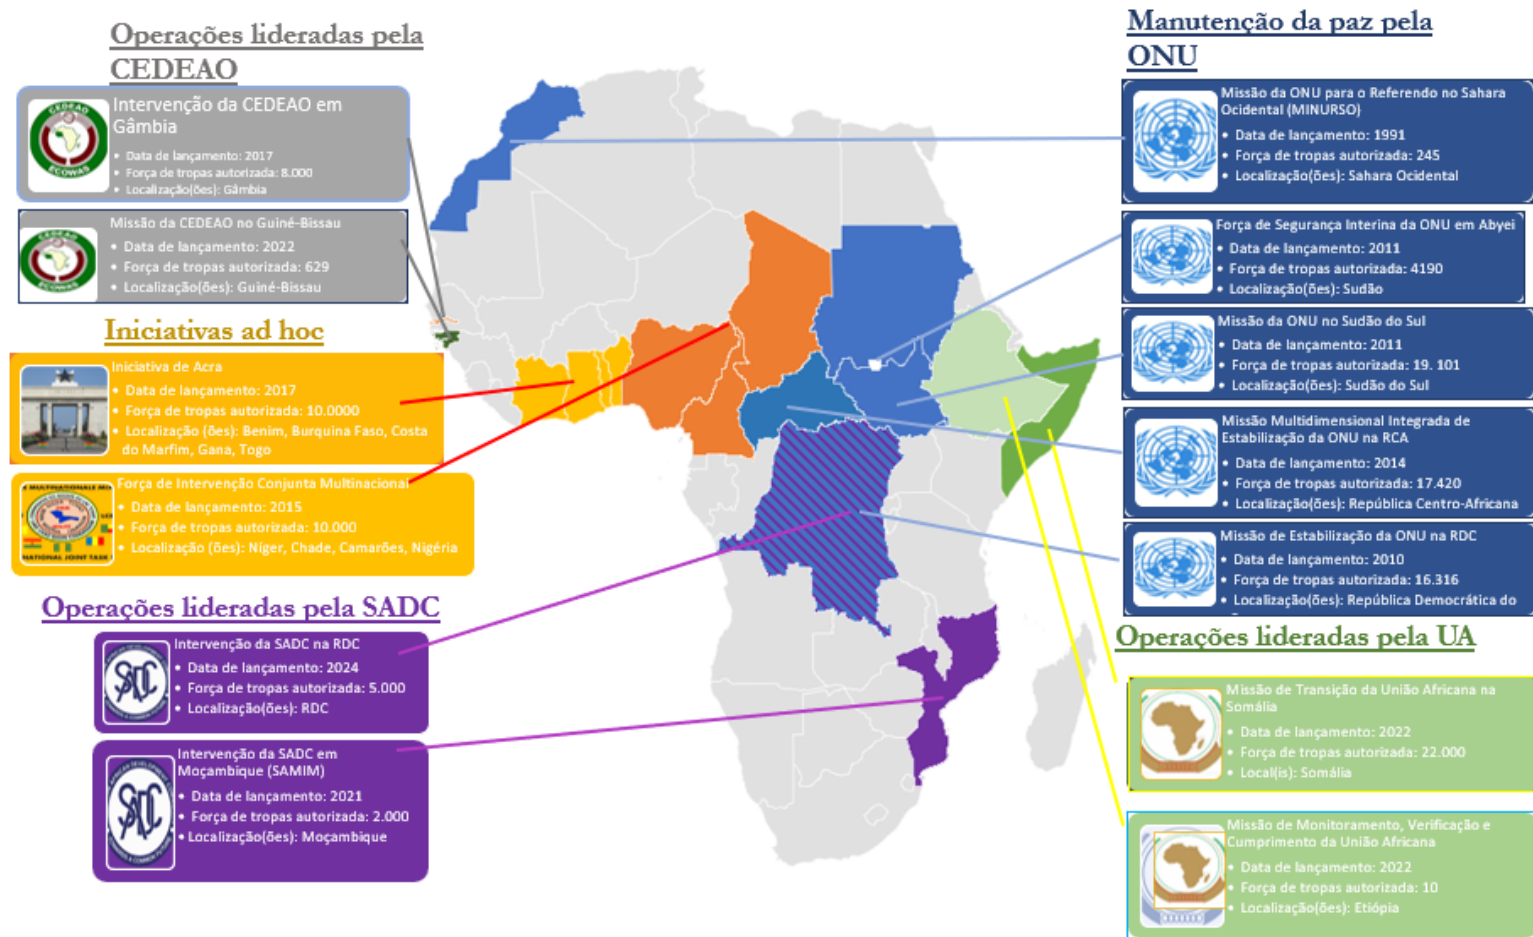 Operações lideradas pela
CEDEAO
Intervenção da CEDEAO em
Gâmbia
• Data de lançamento: 2017
• Força de tropas autorizada: 8.000
• Localização(ões): Gâmbia
CEDEAO
ECOWAS
Missão da CEDEAO no Guiné-Bissau
• Data de lançamento: 2022
• Força de tropas autorizada: 629
• Localização(ões): Guiné-Bissau
CEDEAO
ECOWAS
Iniciativas ad hoc
Iniciativa de Acra
• Data de lançamento: 2017
• Força de tropas autorizada: 10.0000
• Localização (ões): Benim, Burquina Faso, Costa
do Marfim, Gana, Togo
Força de Intervenção Conjunta Multinacional
• Data de lançamento: 2015
• Força de tropas autorizada: 10.000
• Localização (ões): Níger, Chade, Camarões, Nigéria
E MULTINATIONALE MI
NATIONAL JOINT TASK
Operações lideradas pela SADC
Intervenção da SADC na RDC
• Data de lançamento: 2024
• Força de tropas autorizada: 5.000
• Localização(ões): RDC
SADC
Intervenção da SADC em
Moçambique (SAMIM)
• Data de lançamento: 2021
• Força de tropas autorizada: 2.000
• Localização(ões): Moçambique
SADC
Manutenção da paz pela
ONU
Missão da ONU para o Referendo no Sahara
Ocidental (MINURSO)
• Data de lançamento: 1991
• Força de tropas autorizada: 245
• Localização(ões): Sahara Ocidental
Força de Segurança Interina da ONU em Abyei
• Data de lançamento: 2011
• Força de tropas autorizada: 4190
• Localização(ões): Sudão
Missão da ONU no Sudão do Sul
• Data de lançamento: 2011
• Força de tropas autorizada: 19. 101
• Localização(ões): Sudão do Sul
Missão Multidimensional Integrada de
Estabilização da ONU na RCA
• Data de lançamento: 2014
• Força de tropas autorizada: 17.420
• Localização(ões): República Centro-Africana
Missão de Estabilização da ONU na RDC
• Data de lançamento: 2010
• Força de tropas autorizada: 16.316
• Localização(ões): República Democrática do
Operações lideradas pela UA
Missão de Transição da União Africana na
Somália
• Data de lançamento: 2022
• Força de tropas autorizada: 22.000
• Local(is): Somália
Missão de Monitoramento, Verificação e
Cumprimento da União Africana
• Data de lançamento: 2022
• Força de tropas autorizada: 10
• Localização(ões): Etiópia